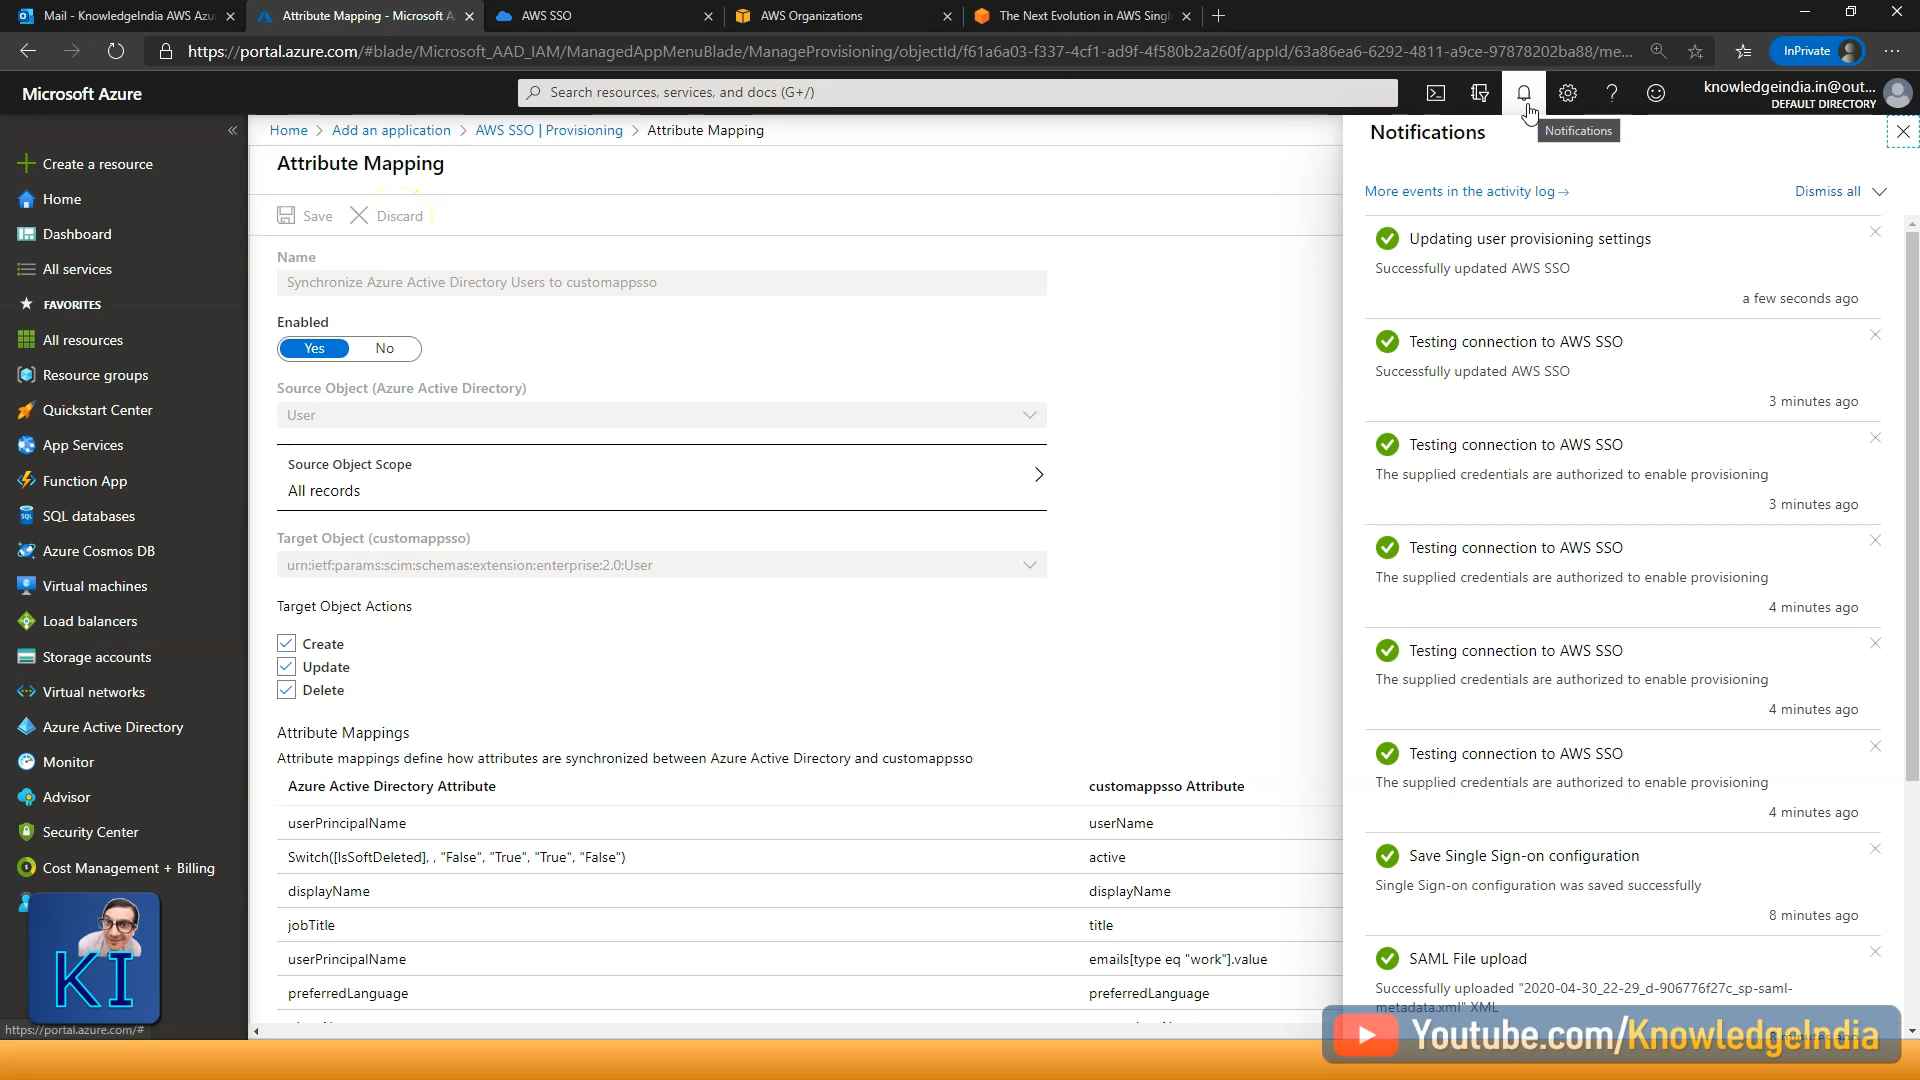 Mail - KnowledgeIndia AWS Azu
Attribute Mapping - Microsoft A
AWS SSO
AWS Organizations
The Next Evolution in AWS Singl
https://portal.azure.com/#blade/Microsoft_AAD_IAM/ManagedAppMenuBlade/ManageProvisioning/objectId/f61a6a03-f337-4cf1-ad9f-4f580b2a260f/appId/63a86ea6-6292-4811-a9ce-97878202ba88/me...
InPrivate
Microsoft Azure
Search resources, services, and docs (G+/)
knowledgeindia.in@out...
DEFAULT DIRECTORY
Notifications
Create a resource
Home
Dashboard
All services
FAVORITES
All resources
Resource groups
Quickstart Center
App Services
Function App
SQL databases
Azure Cosmos DB
Virtual machines
Load balancers
Storage accounts
Virtual networks
Azure Active Directory
Monitor
Advisor
Security Center
Cost Management + Billing
KI
https://portal.azure.com/#
Home > Add an application > AWS SSO | Provisioning > Attribute Mapping
Attribute Mapping
Save Discard
Name
Synchronize Azure Active Directory Users to customappsso
Enabled
Yes No
Source Object (Azure Active Directory)
User
Source Object Scope
All records
Target Object (customappsso)
urn:ietf:params:scim:schemas:extension:enterprise:2.0:User
Target Object Actions
Create
Update
Delete
Attribute Mappings
Attribute mappings define how attributes are synchronized between Azure Active Directory and customappsso
Azure Active Directory Attribute customappsso Attribute
userPrincipalName userName
Switch([IsSoftDeleted], , "False", "True", "True", "False") active
displayName displayName
jobTitle title
userPrincipalName emails[type eq "work"].value
preferredLanguage preferredLanguage
Notifications
More events in the activity log →
Dismiss all
Updating user provisioning settings
Successfully updated AWS SSO
a few seconds ago
Testing connection to AWS SSO
Successfully updated AWS SSO
3 minutes ago
Testing connection to AWS SSO
The supplied credentials are authorized to enable provisioning
3 minutes ago
Testing connection to AWS SSO
The supplied credentials are authorized to enable provisioning
4 minutes ago
Testing connection to AWS SSO
The supplied credentials are authorized to enable provisioning
4 minutes ago
Testing connection to AWS SSO
The supplied credentials are authorized to enable provisioning
4 minutes ago
Save Single Sign-on configuration
Single Sign-on configuration was saved successfully
8 minutes ago
SAML File upload
Successfully uploaded "2020-04-30_22-29_d-906776f27c_sp-saml-
metadata.xml" XML
Youtube.com/KnowledgeIndia